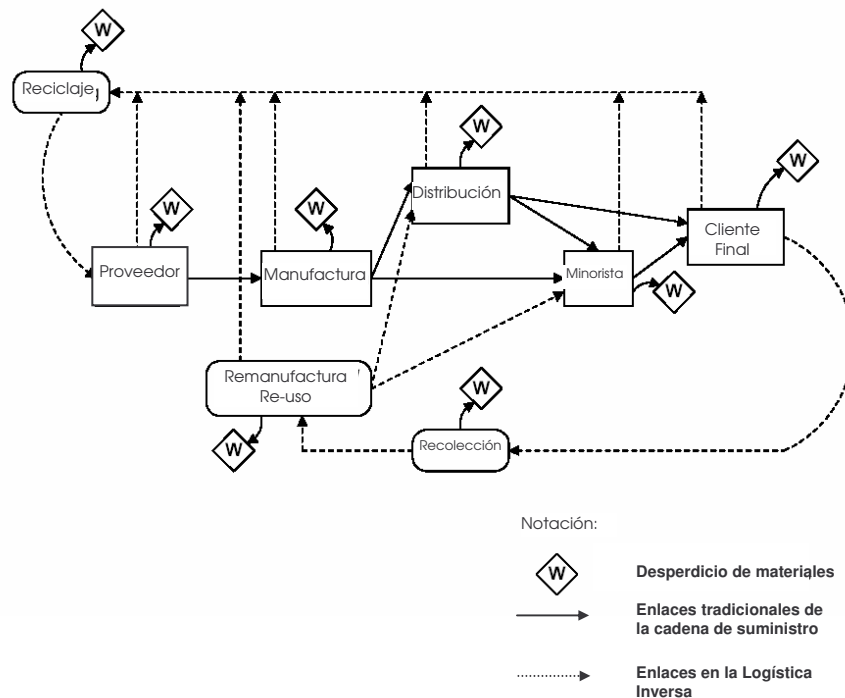 W
Reciclaje
W
Distribución
W
Cliente
Final
W
Proveedor
W
Manufactura
Minorista
W
Remanufactura
Re-uso
W
W
Recolección
Notación:
W
Desperdicio de materiales
Enlaces tradicionales de
la cadena de suministro
Enlaces en la Logística
Inversa